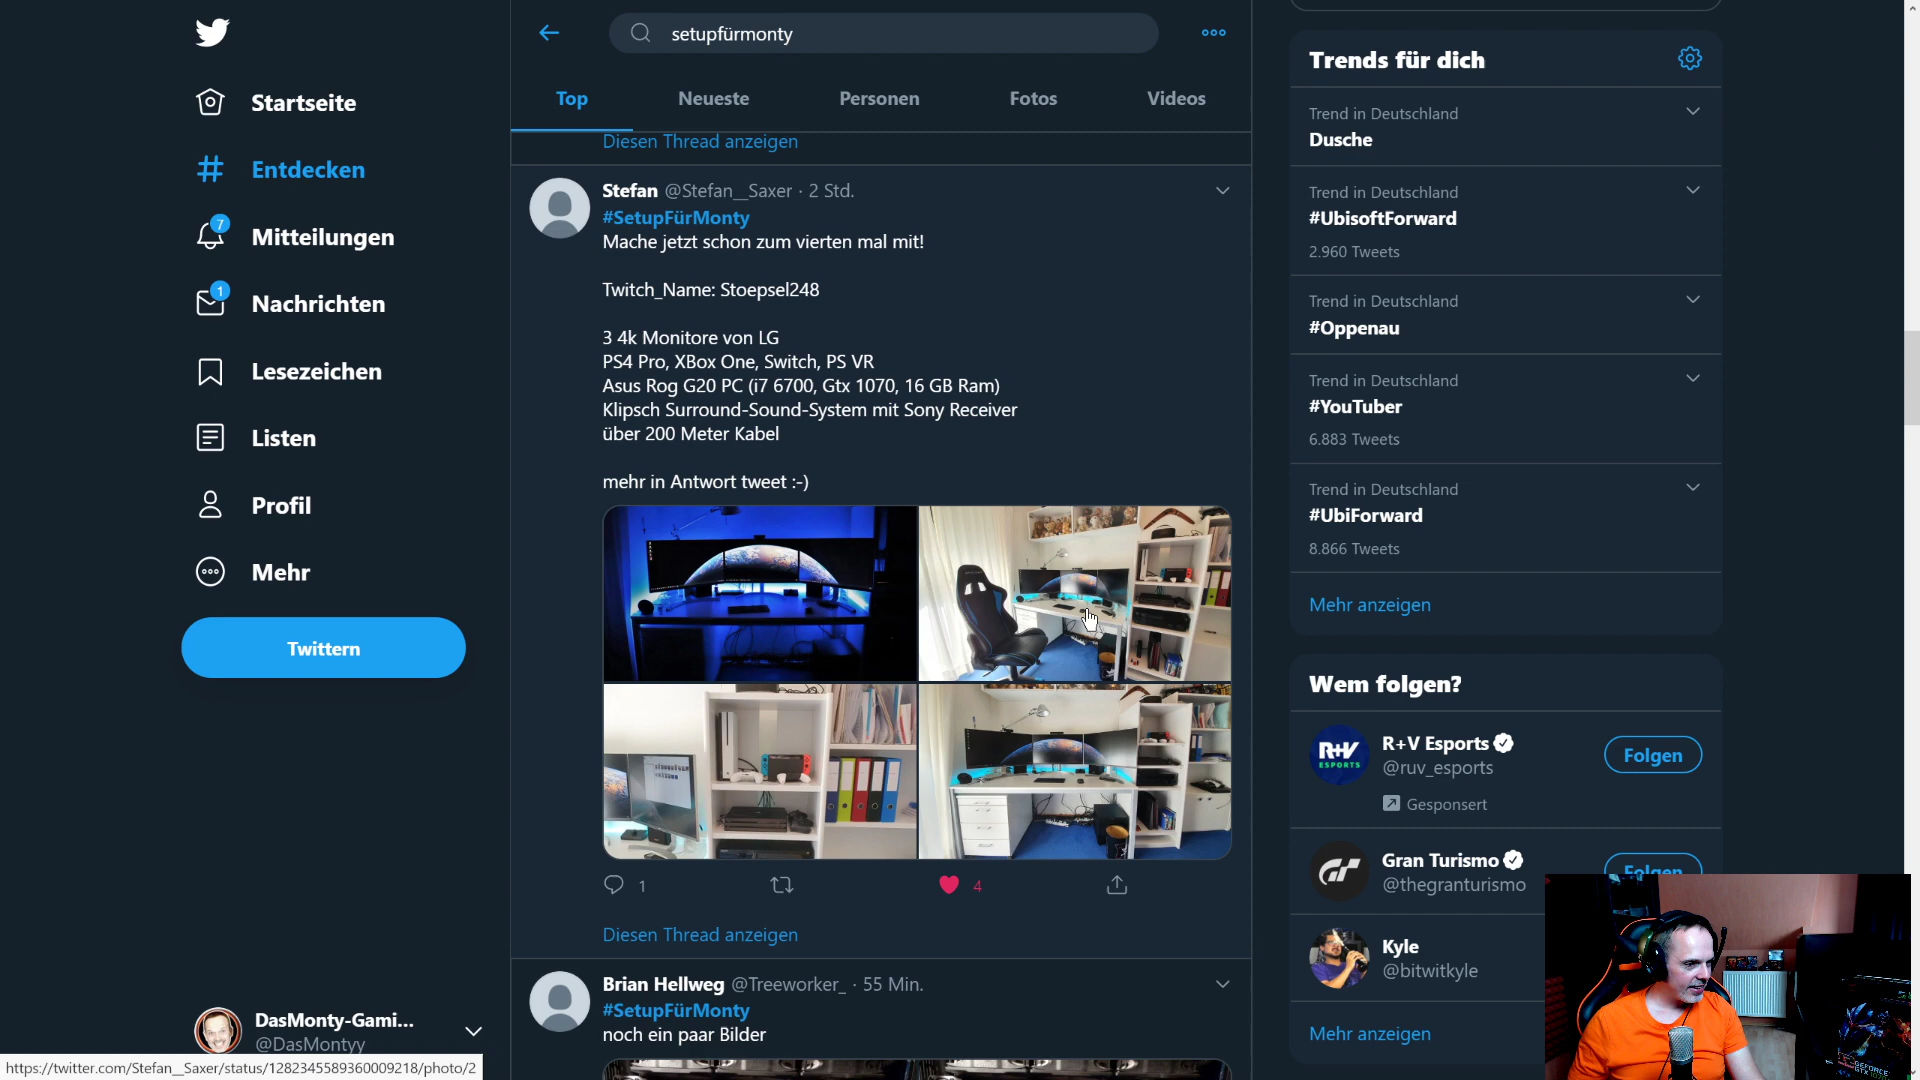 Startseite
Entdecken
7
Mitteilungen
1
Nachrichten
Lesezeichen
Listen
Profil
Mehr
Twittern
DasMonty-Gami...
@DasMontyy
https://twitter.com/Stefan__Saxer/status/1282345589360009218/photo/2
setupfürmonty
Top
Neueste
Personen
Fotos
Videos
Diesen Thread anzeigen
Stefan @Stefan__Saxer · 2 Std.
#SetupFürMonty
Mache jetzt schon zum vierten mal mit!
Twitch_Name: Stoepsel248
3 4k Monitore von LG
PS4 Pro, XBox One, Switch, PS VR
Asus Rog G20 PC (i7 6700, Gtx 1070, 16 GB Ram)
Klipsch Surround-Sound-System mit Sony Receiver
über 200 Meter Kabel
mehr in Antwort tweet :-)
1
4
Diesen Thread anzeigen
Brian Hellweg @Treeworker_ · 55 Min.
#SetupFürMonty
noch ein paar Bilder
Trends für dich
Trend in Deutschland
Dusche
Trend in Deutschland
#UbisoftForward
2.960 Tweets
Trend in Deutschland
#Oppenau
Trend in Deutschland
#YouTuber
6.883 Tweets
Trend in Deutschland
#UbiForward
8.866 Tweets
Mehr anzeigen
Wem folgen?
R+V ESPORTS
R+V Esports
@ruv_esports
Gesponsert
Folgen
Gran Turismo
@thegranturismo
Folgen
Kyle
@bitwitkyle
Mehr anzeigen
GEFORCE